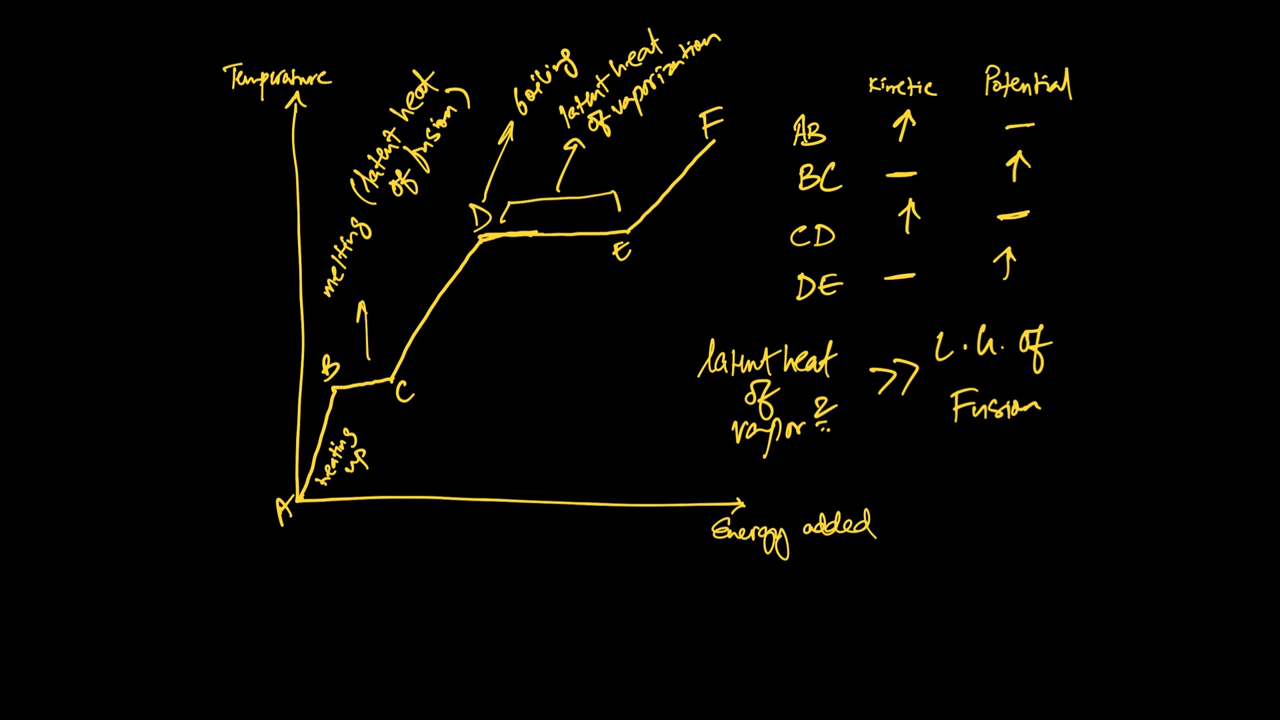 Temperature
melting (latent heat
of fusion)
boiling
latent heat
of vaporization
A
B
C
D
E
F
heating
up
Energy added
Kinetic Potential
AB ↑ —
BC — ↑
CD ↑ —
DE — ↑
latent heat
of
vapor
>> L.H. of
Fusion